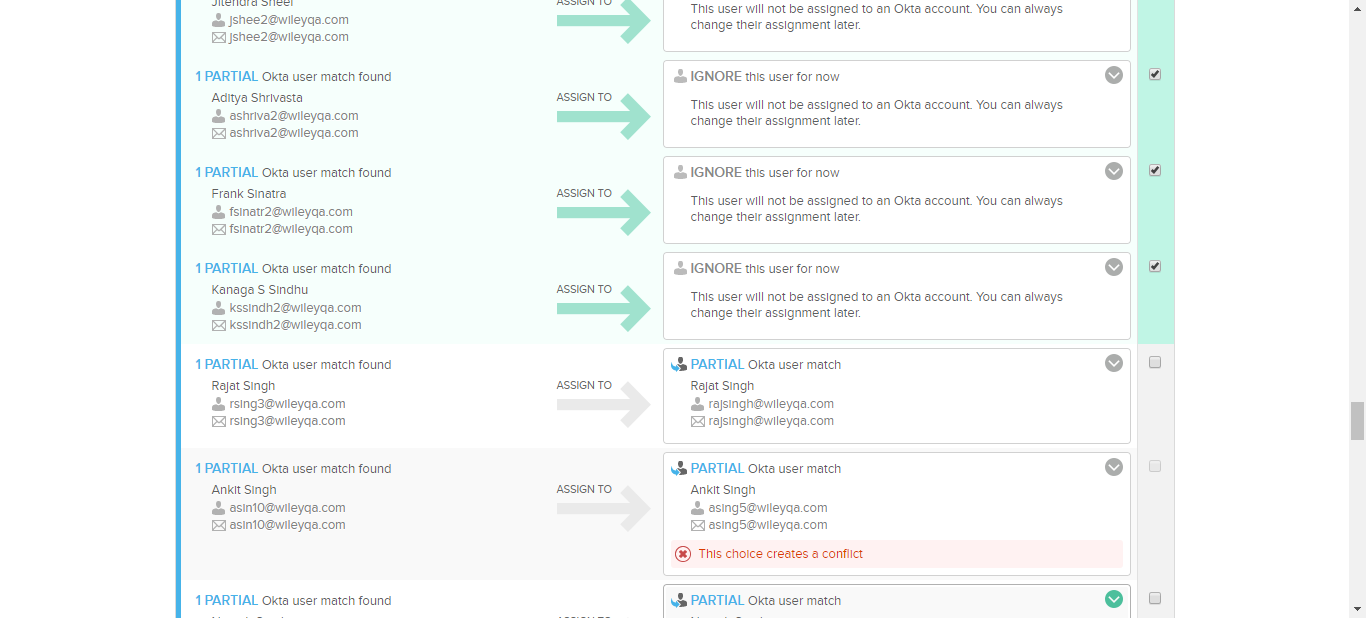 Jitendra Sheel
jshee2@wileyqa.com
jshee2@wileyqa.com
ASSIGN TO
This user will not be assigned to an Okta account. You can always
change their assignment later.
1 PARTIAL Okta user match found
Aditya Shrivasta
ashriva2@wileyqa.com
ashriva2@wileyqa.com
ASSIGN TO
IGNORE this user for now
This user will not be assigned to an Okta account. You can always
change their assignment later.
1 PARTIAL Okta user match found
Frank Sinatra
fsinatr2@wileyqa.com
fsinatr2@wileyqa.com
ASSIGN TO
IGNORE this user for now
This user will not be assigned to an Okta account. You can always
change their assignment later.
1 PARTIAL Okta user match found
Kanaga S Sindhu
kssindh2@wileyqa.com
kssindh2@wileyqa.com
ASSIGN TO
IGNORE this user for now
This user will not be assigned to an Okta account. You can always
change their assignment later.
1 PARTIAL Okta user match found
Rajat Singh
rsing3@wileyqa.com
rsing3@wileyqa.com
ASSIGN TO
PARTIAL Okta user match
Rajat Singh
rajsingh@wileyqa.com
rajsingh@wileyqa.com
1 PARTIAL Okta user match found
Ankit Singh
asin10@wileyqa.com
asin10@wileyqa.com
ASSIGN TO
PARTIAL Okta user match
Ankit Singh
asing5@wileyqa.com
asing5@wileyqa.com
This choice creates a conflict
1 PARTIAL Okta user match found
PARTIAL Okta user match